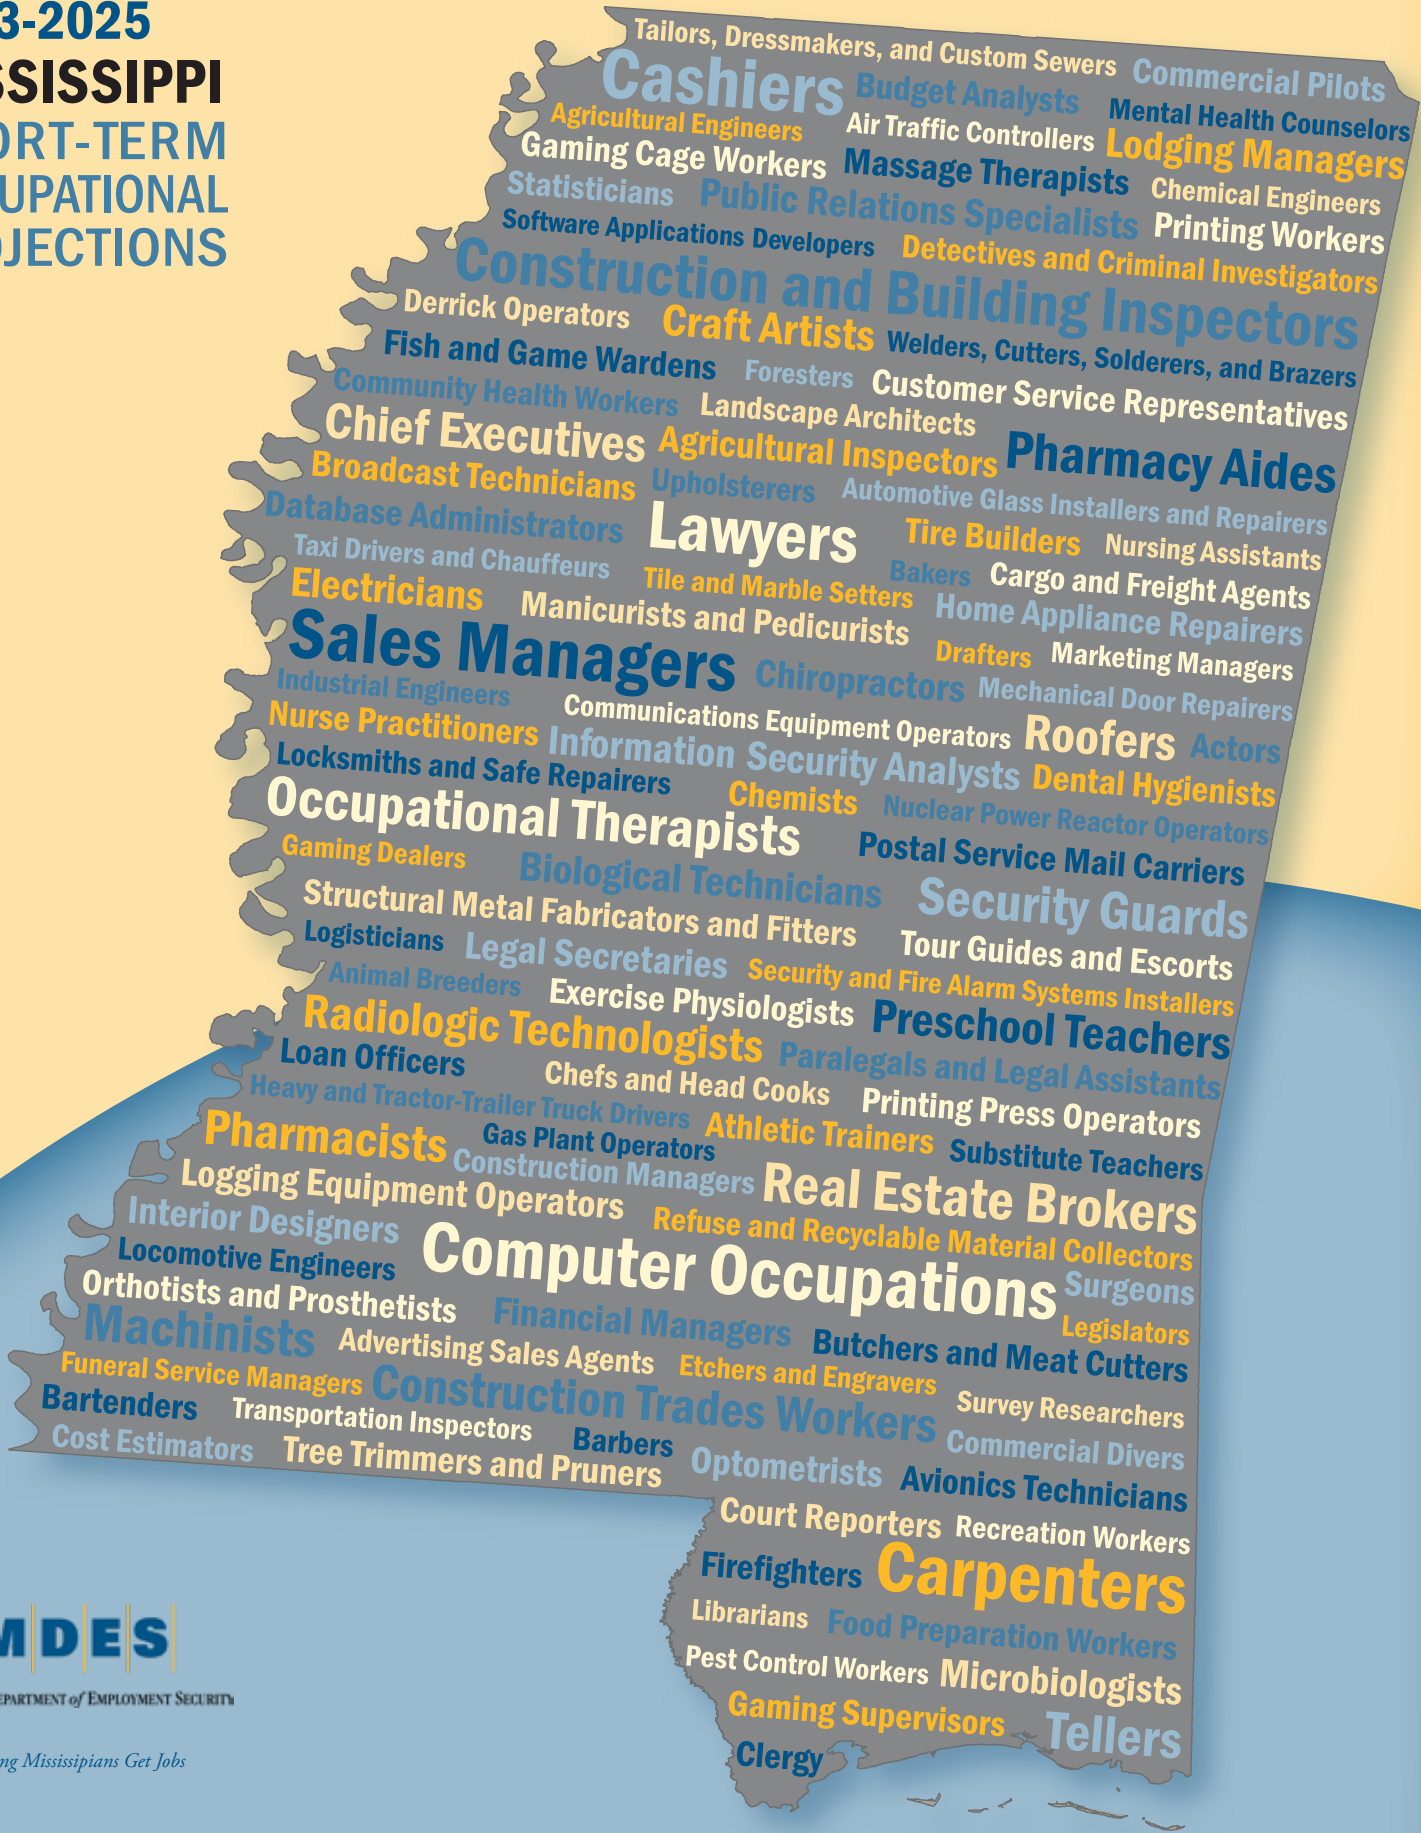 3-2025
SSISSIPPI
ORT-TERM
UPATIONAL
OJECTIONS
Tailors, Dressmakers, and Custom Sewers
Commercial Pilots
Cashiers
Budget Analysts
Mental Health Counselors
Agricultural Engineers
Air Traffic Controllers
Lodging Managers
Gaming Cage Workers
Massage Therapists
Chemical Engineers
Statisticians
Public Relations Specialists
Printing Workers
Software Applications Developers
Detectives and Criminal Investigators
Construction and Building Inspectors
Derrick Operators
Craft Artists
Welders, Cutters, Solderers, and Brazers
Fish and Game Wardens
Foresters
Customer Service Representatives
Community Health Workers
Landscape Architects
Chief Executives
Agricultural Inspectors
Pharmacy Aides
Broadcast Technicians
Upholsterers
Automotive Glass Installers and Repairers
Database Administrators
Lawyers
Tire Builders
Nursing Assistants
Taxi Drivers and Chauffeurs
Tile and Marble Setters
Bakers
Cargo and Freight Agents
Electricians
Manicurists and Pedicurists
Home Appliance Repairers
Sales Managers
Drafters
Marketing Managers
Industrial Engineers
Chiropractors
Mechanical Door Repairers
Nurse Practitioners
Communications Equipment Operators
Roofers
Actors
Locksmiths and Safe Repairers
Information Security Analysts
Dental Hygienists
Occupational Therapists
Chemists
Nuclear Power Reactor Operators
Gaming Dealers
Postal Service Mail Carriers
Biological Technicians
Security Guards
Structural Metal Fabricators and Fitters
Logisticians
Legal Secretaries
Tour Guides and Escorts
Animal Breeders
Security and Fire Alarm Systems Installers
Exercise Physiologists
Preschool Teachers
Radiologic Technologists
Loan Officers
Paralegals and Legal Assistants
Chefs and Head Cooks
Heavy and Tractor-Trailer Truck Drivers
Printing Press Operators
Pharmacists
Gas Plant Operators
Athletic Trainers
Substitute Teachers
Construction Managers
Real Estate Brokers
Logging Equipment Operators
Interior Designers
Refuse and Recyclable Material Collectors
Locomotive Engineers
Computer Occupations
Surgeons
Orthotists and Prosthetists
Financial Managers
Legislators
Machinists
Advertising Sales Agents
Butchers and Meat Cutters
Funeral Service Managers
Etchers and Engravers
Construction Trades Workers
Survey Researchers
Bartenders
Transportation Inspectors
Barbers
Commercial Divers
Cost Estimators
Tree Trimmers and Pruners
Optometrists
Avionics Technicians
Court Reporters
Recreation Workers
Firefighters
Carpenters
Librarians
Food Preparation Workers
Pest Control Workers
Microbiologists
Gaming Supervisors
Tellers
Clergy
MDES
EPARTMENT of EMPLOYMENT SECURITY
ng Mississipians Get Jobs